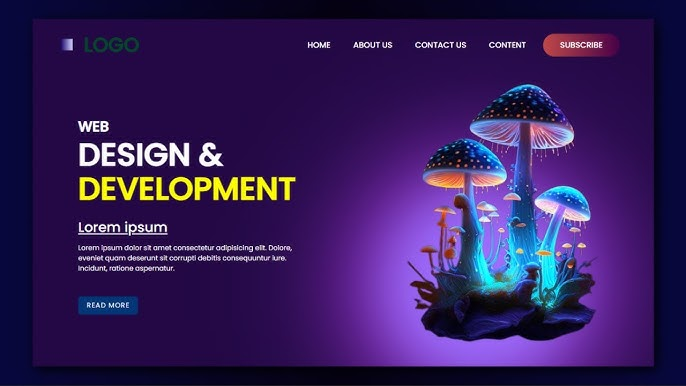 LOGO
HOME ABOUT US CONTACT US CONTENT SUBSCRIBE
WEB
DESIGN &
DEVELOPMENT
Lorem ipsum
Lorem ipsum dolor sit amet consectetur adipisicing elit. Dolore,
eveniet quam deserunt sit corrupti debitis consequuntur iure.
Incidunt, ratione aspernatur.
READ MORE